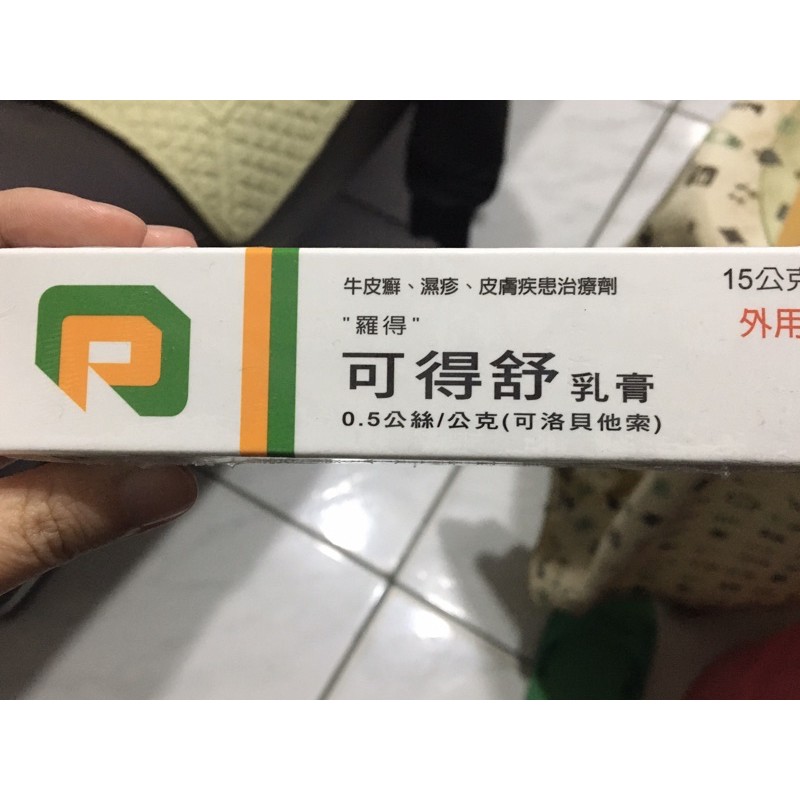 牛皮癬、濕疹、皮膚疾患治療劑
"羅得"
可得舒乳膏
0.5公絲/公克(可洛貝他索)
15公克
外用